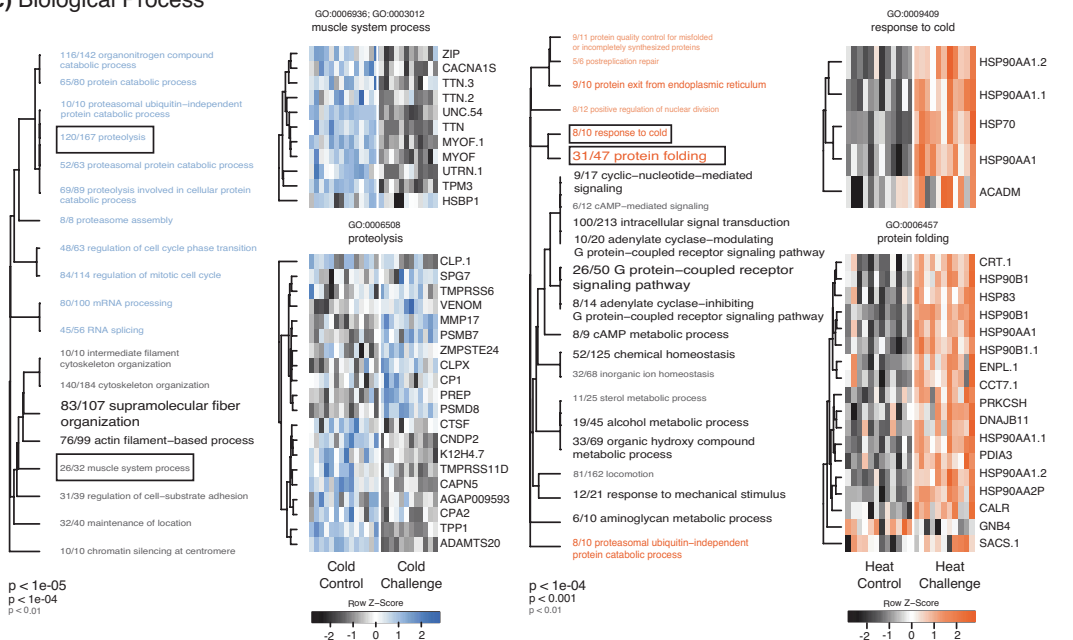 ) Biological Process
116/142 organonitrogen compound
catabolic process
65/80 protein catabolic process
10/10 proteasomal ubiquitin−independent
protein catabolic process
120/167 proteolysis
52/63 proteasomal protein catabolic process
69/89 proteolysis involved in cellular protein
catabolic process
8/8 proteasome assembly
48/63 regulation of cell cycle phase transition
84/114 regulation of mitotic cell cycle
80/100 mRNA processing
45/56 RNA splicing
10/10 intermediate filament
cytoskeleton organization
140/184 cytoskeleton organization
83/107 supramolecular fiber
organization
76/99 actin filament−based process
26/32 muscle system process
31/39 regulation of cell−substrate adhesion
32/40 maintenance of location
10/10 chromatin silencing at centromere
p < 1e-05
p < 1e-04
p < 0.01
GO:0006936; GO:0003012
muscle system process
ZIP
CACNA1S
TTN.3
TTN.2
UNC.54
TTN
MYOF.1
MYOF
UTRN.1
TPM3
HSBP1
GO:0006508
proteolysis
CLP.1
SPG7
TMPRSS6
VENOM
MMP17
PSMB7
ZMPSTE24
CLPX
CP1
PREP
PSMD8
CTSF
CNDP2
K12H4.7
TMPRSS11D
CAPN5
AGAP009593
CPA2
TPP1
ADAMTS20
Cold
Control
Cold
Challenge
Row Z−Score
-2 -1 0 1 2
9/11 protein quality control for misfolded
or incompletely synthesized proteins
5/6 postreplication repair
9/10 protein exit from endoplasmic reticulum
8/12 positive regulation of nuclear division
8/10 response to cold
31/47 protein folding
9/17 cyclic−nucleotide−mediated
signaling
6/12 cAMP−mediated signaling
100/213 intracellular signal transduction
10/20 adenylate cyclase−modulating
G protein−coupled receptor signaling pathway
26/50 G protein−coupled receptor
signaling pathway
8/14 adenylate cyclase−inhibiting
G protein−coupled receptor signaling pathway
8/9 cAMP metabolic process
52/125 chemical homeostasis
32/68 inorganic ion homeostasis
11/25 sterol metabolic process
19/45 alcohol metabolic process
33/69 organic hydroxy compound
metabolic process
81/162 locomotion
12/21 response to mechanical stimulus
6/10 aminoglycan metabolic process
8/10 proteasomal ubiquitin−independent
protein catabolic process
p < 1e-04
p < 0.001
p < 0.01
GO:0009409
response to cold
HSP90AA1.2
HSP90AA1.1
HSP70
HSP90AA1
ACADM
GO:0006457
protein folding
CRT.1
HSP90B1
HSP83
HSP90B1
HSP90AA1
HSP90B1.1
ENPL.1
CCT7.1
PRKCSH
DNAJB11
HSP90AA1.1
PDIA3
HSP90AA1.2
HSP90AA2P
CALR
GNB4
SACS.1
Heat
Control
Heat
Challenge
Row Z−Score
-2 -1 0 1 2